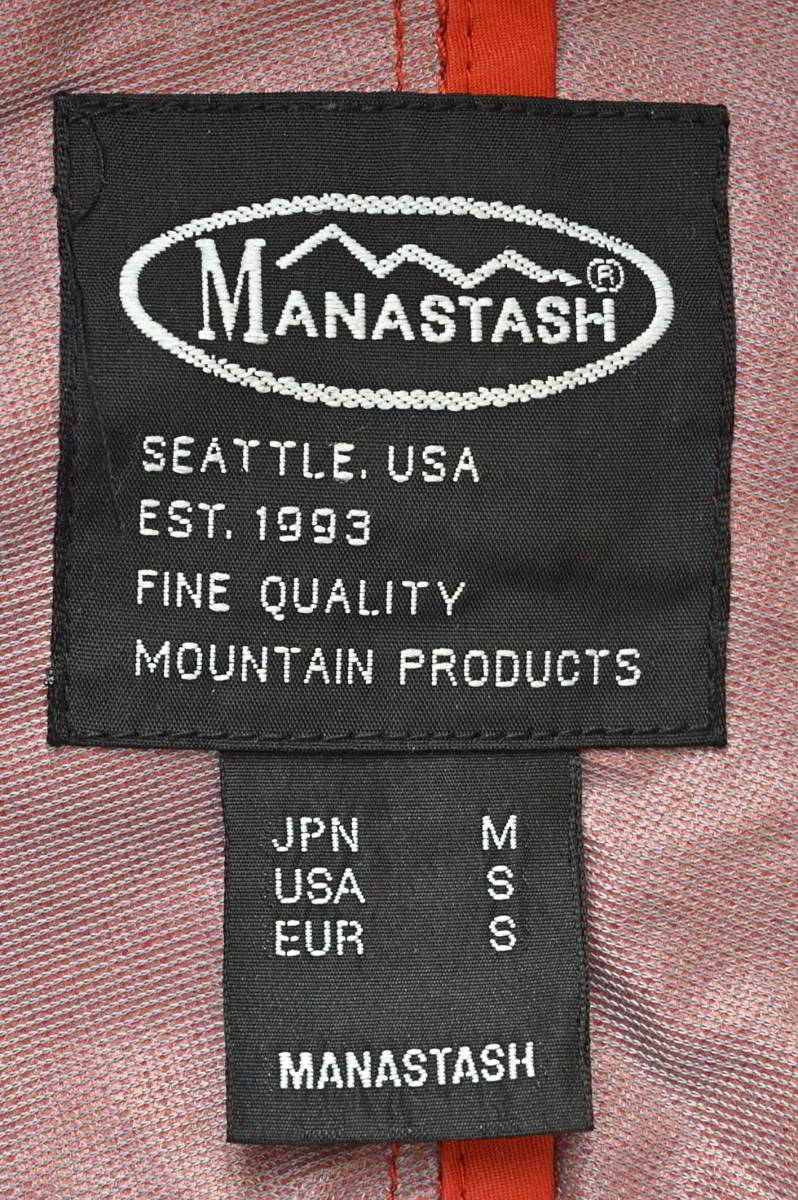 MANASTASH®
SEATTLE, USA
EST. 1993
FINE QUALITY
MOUNTAIN PRODUCTS
JPN M
USA S
EUR S
MANASTASH